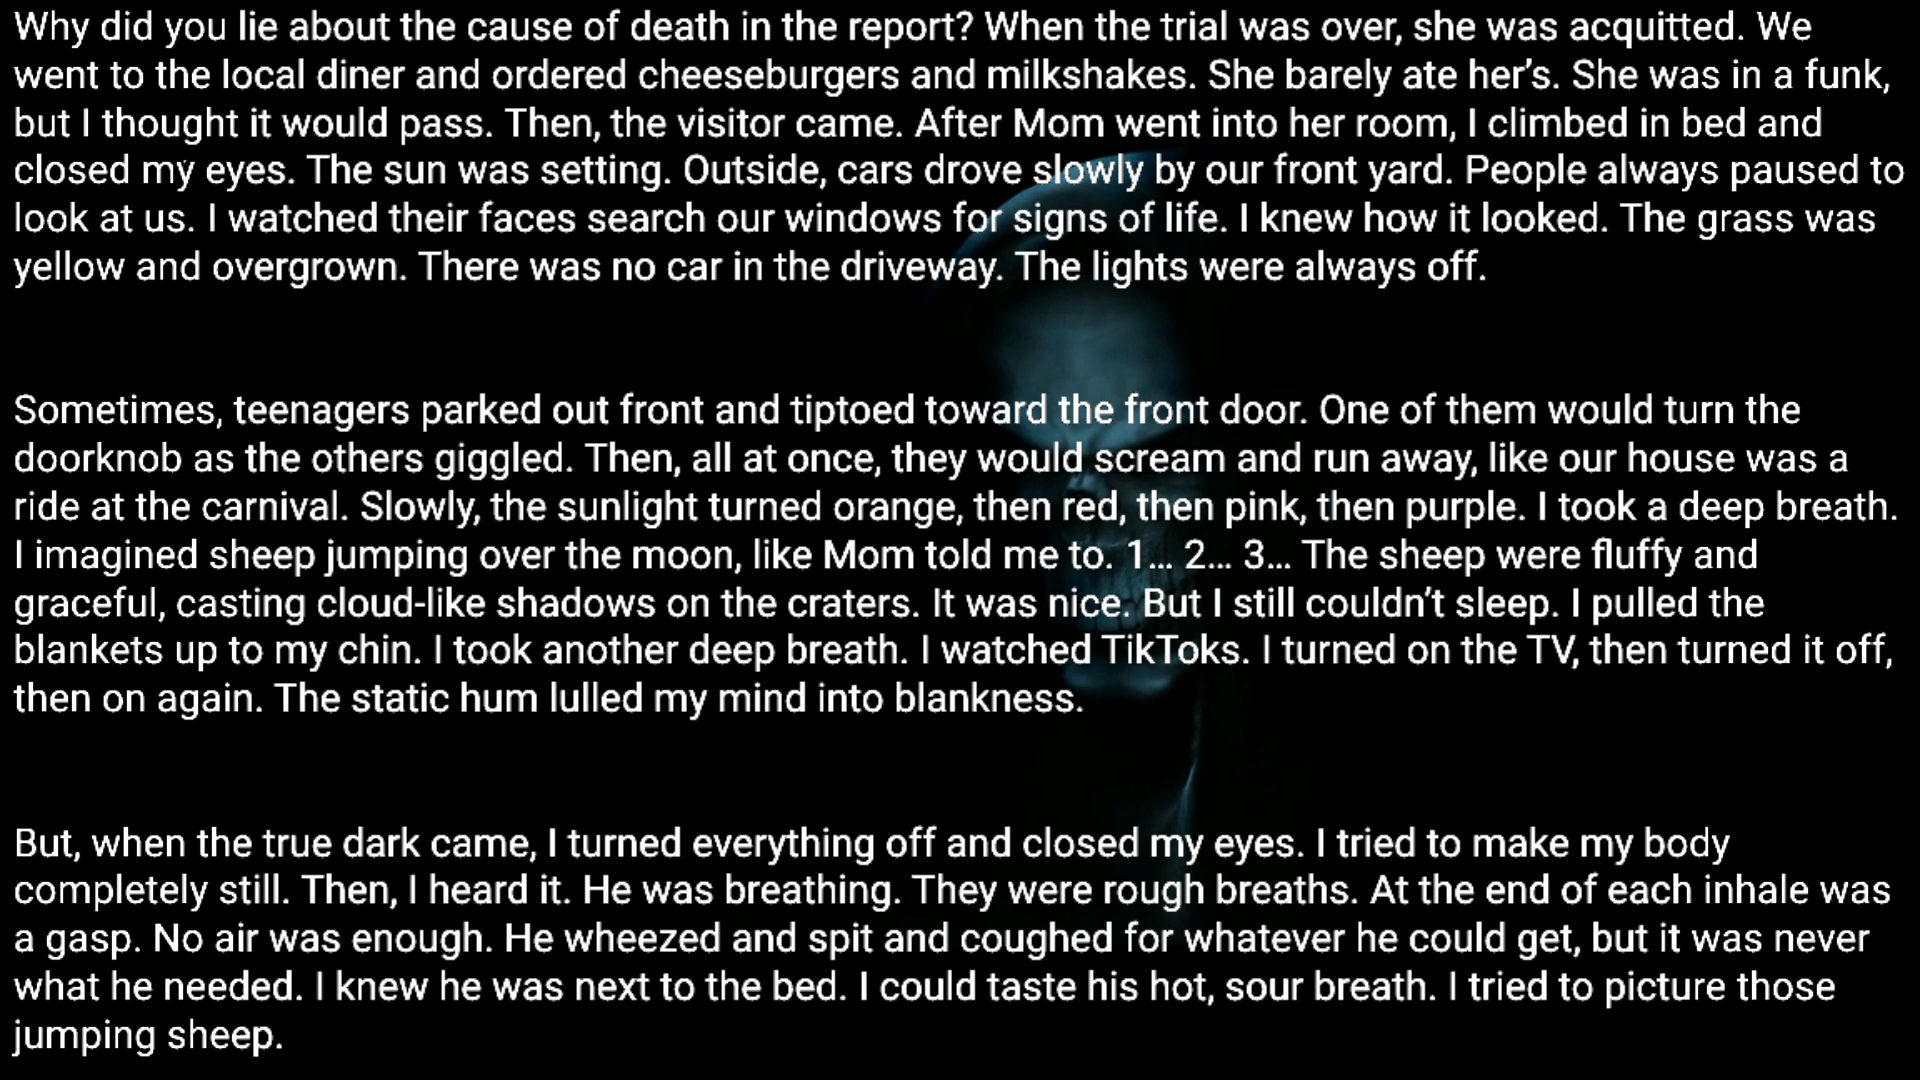 Why did you lie about the cause of death in the report? When the trial was over, she was acquitted. We
went to the local diner and ordered cheeseburgers and milkshakes. She barely ate her’s. She was in a funk,
but I thought it would pass. Then, the visitor came. After Mom went into her room, I climbed in bed and
closed my eyes. The sun was setting. Outside, cars drove slowly by our front yard. People always paused to
look at us. I watched their faces search our windows for signs of life. I knew how it looked. The grass was
yellow and overgrown. There was no car in the driveway. The lights were always off.
Sometimes, teenagers parked out front and tiptoed toward the front door. One of them would turn the
doorknob as the others giggled. Then, all at once, they would scream and run away, like our house was a
ride at the carnival. Slowly, the sunlight turned orange, then red, then pink, then purple. I took a deep breath.
I imagined sheep jumping over the moon, like Mom told me to. 1... 2... 3... The sheep were fluffy and
graceful, casting cloud-like shadows on the craters. It was nice. But I still couldn’t sleep. I pulled the
blankets up to my chin. I took another deep breath. I watched TikToks. I turned on the TV, then turned it off,
then on again. The static hum lulled my mind into blankness.
But, when the true dark came, I turned everything off and closed my eyes. I tried to make my body
completely still. Then, I heard it. He was breathing. They were rough breaths. At the end of each inhale was
a gasp. No air was enough. He wheezed and spit and coughed for whatever he could get, but it was never
what he needed. I knew he was next to the bed. I could taste his hot, sour breath. I tried to picture those
jumping sheep.